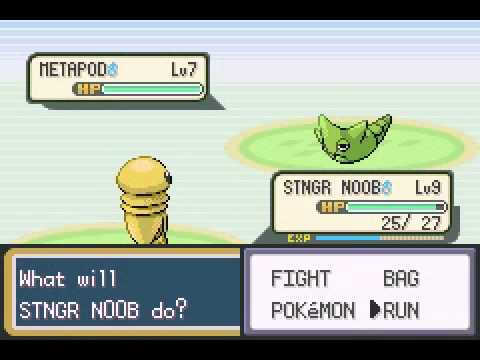 METAPOD♂ Lv7
HP
STNGR NOOB♂ Lv9
HP
25/ 27
EXP
What will
STNGR NOOB do?
FIGHT BAG
POKéMON ▶RUN